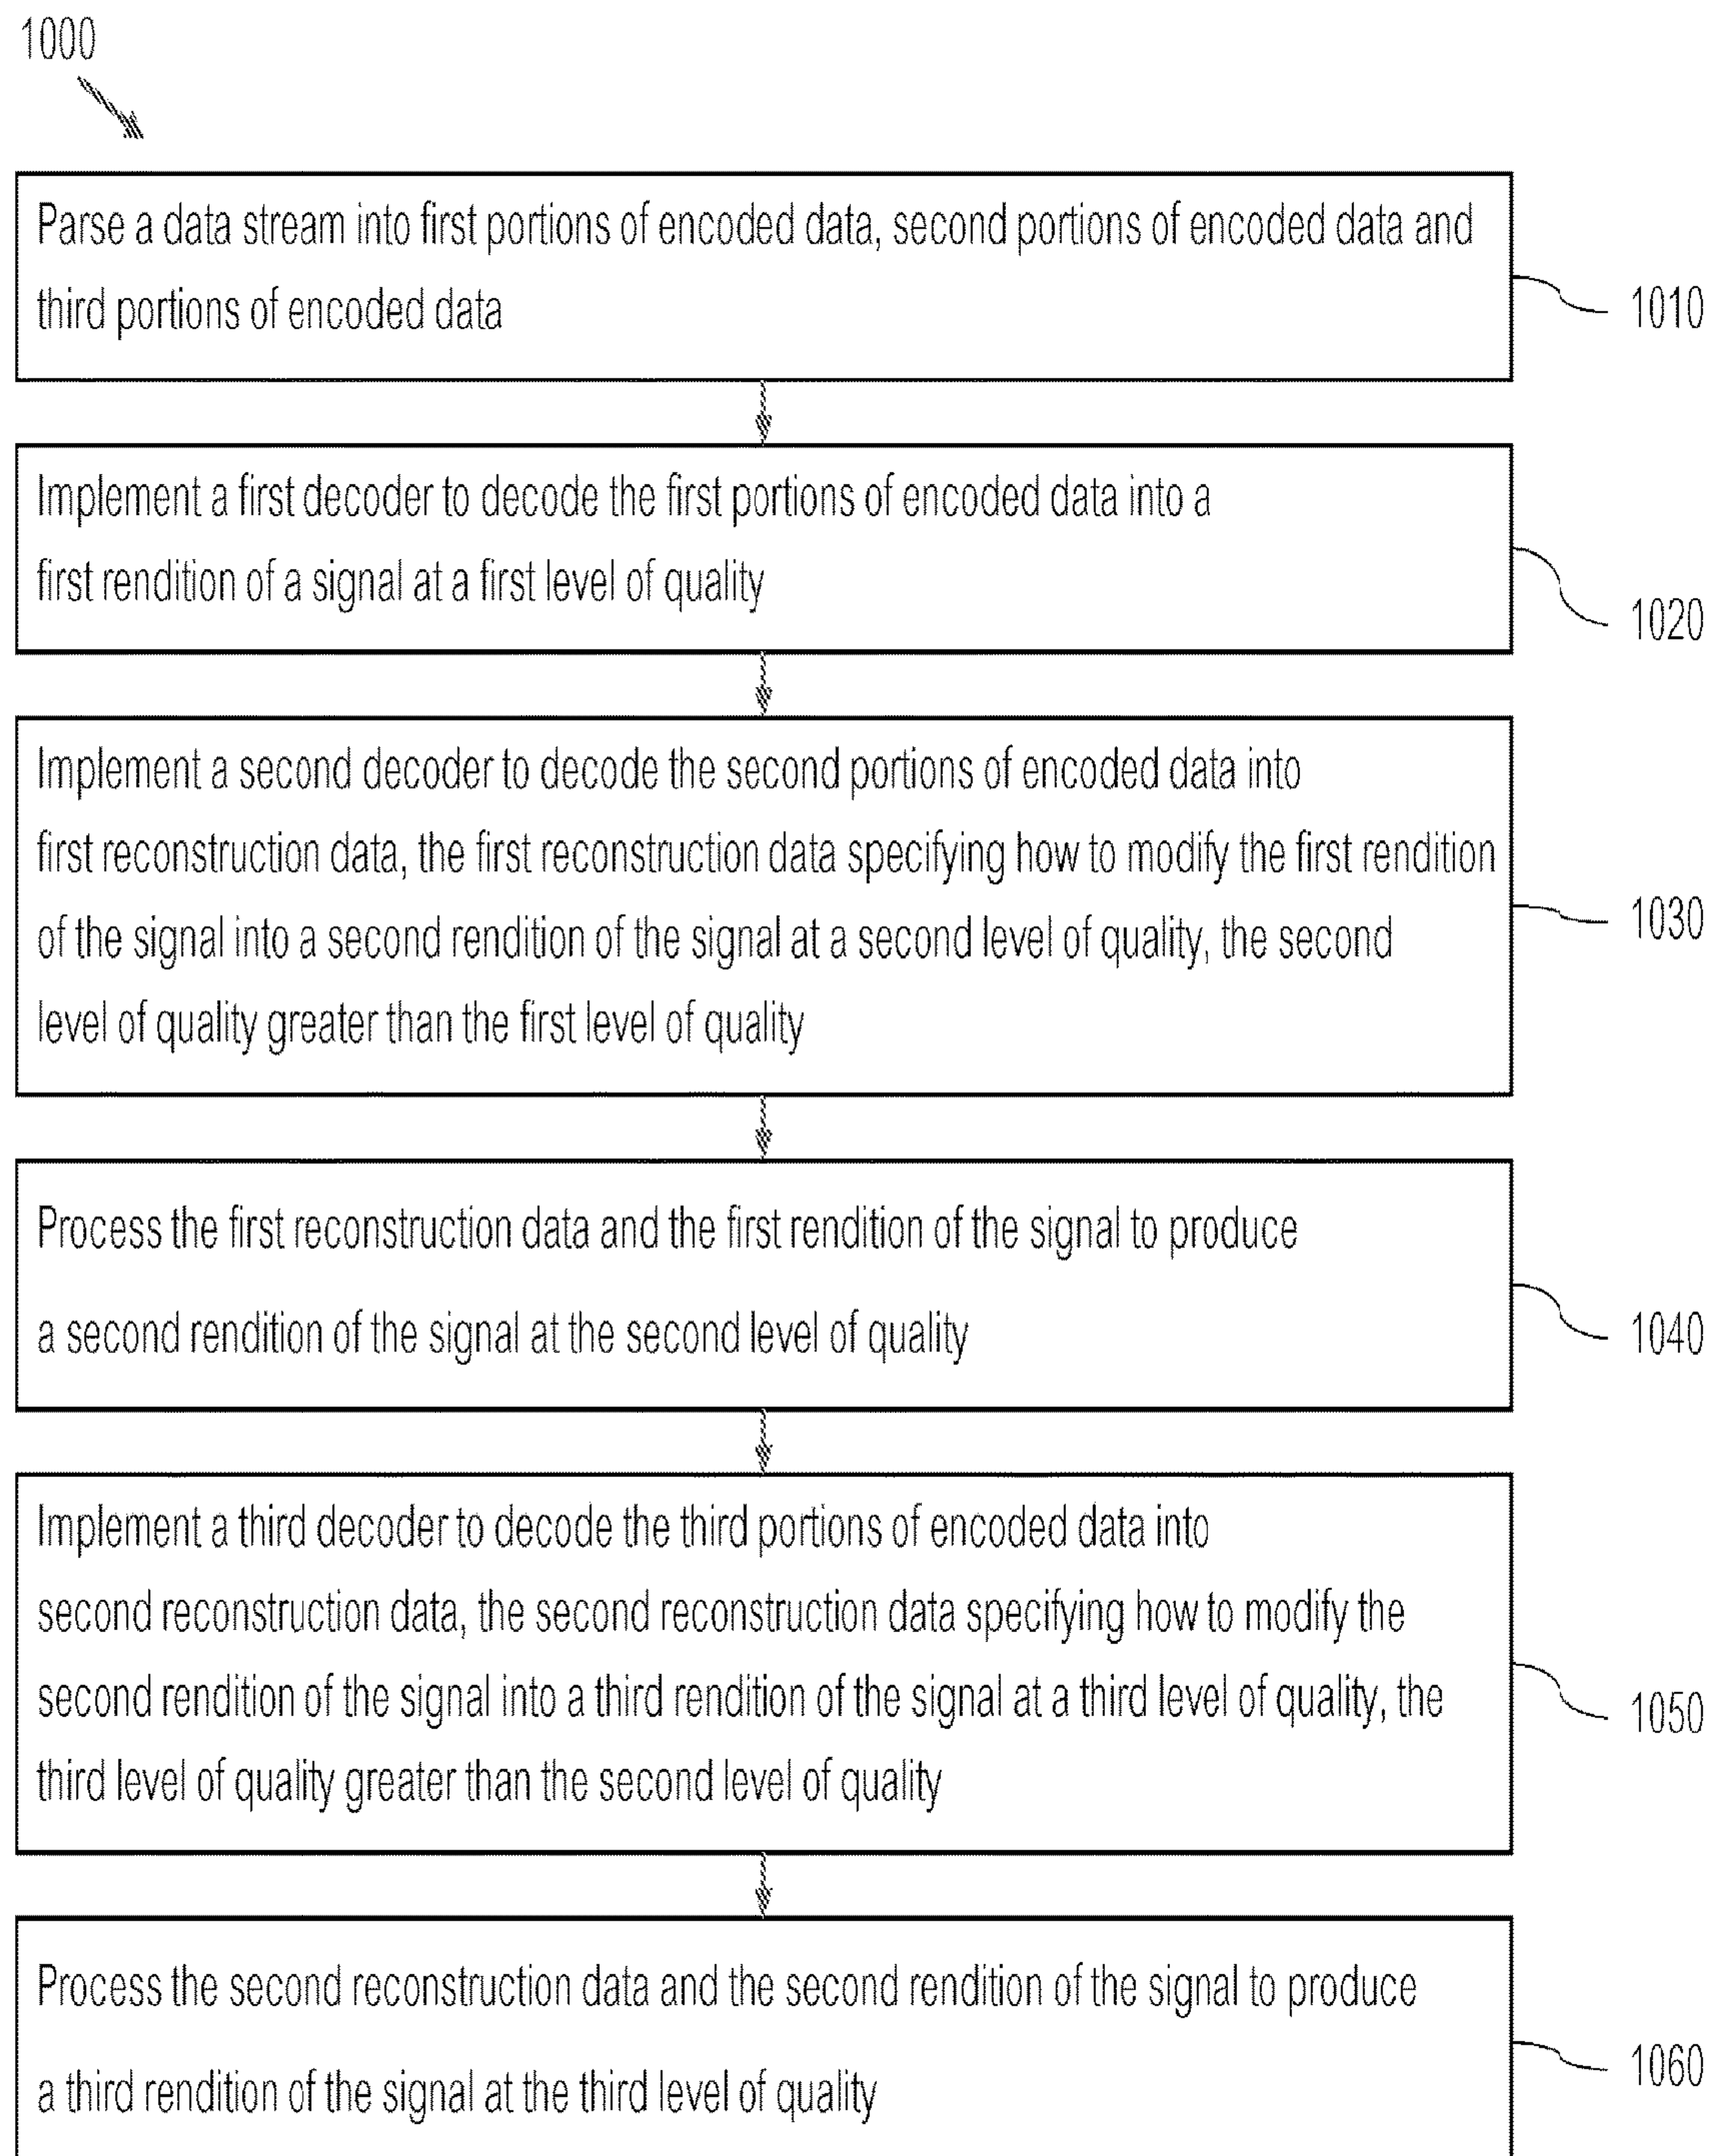 1000
Parse a data stream into first portions of encoded data, second portions of encoded data and
third portions of encoded data
1010
Implement a first decoder to decode the first portions of encoded data into a
first rendition of a signal at a first level of quality
1020
Implement a second decoder to decode the second portions of encoded data into
first reconstruction data, the first reconstruction data specifying how to modify the first rendition
of the signal into a second rendition of the signal at a second level of quality, the second
level of quality greater than the first level of quality
1030
Process the first reconstruction data and the first rendition of the signal to produce
a second rendition of the signal at the second level of quality
1040
Implement a third decoder to decode the third portions of encoded data into
second reconstruction data, the second reconstruction data specifying how to modify the
second rendition of the signal into a third rendition of the signal at a third level of quality, the
third level of quality greater than the second level of quality
1050
Process the second reconstruction data and the second rendition of the signal to produce
a third rendition of the signal at the third level of quality
1060